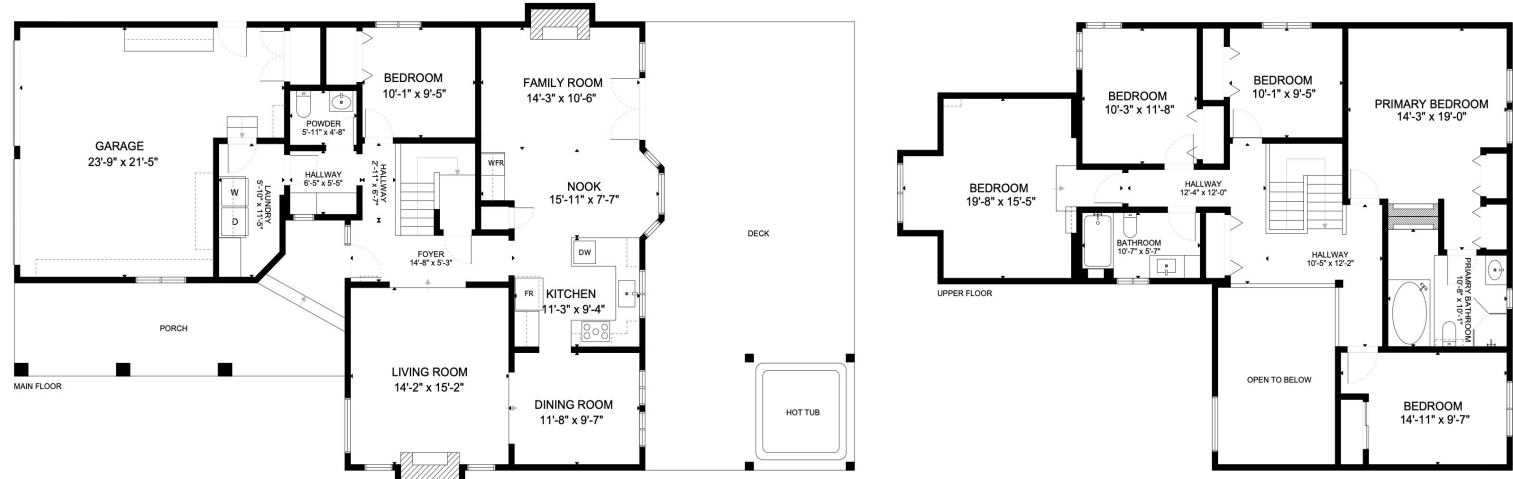 FAMILY ROOM
14'-3" x 10'-6"
BEDROOM
10'-1" x 9'-5"
POWDER
5'-11" x 4'-8"
GARAGE
23'-9" x 21'-5"
WFR
HALLWAY
6'-5" x 5'-5"
HALLWAY
2'-11" x 6'-7"
W
D
LAUNDRY
5'-10" x 11'-5"
NOOK
15'-11" x 7'-7"
DECK
FOYER
14'-8" x 5'-3"
DW
FR
KITCHEN
11'-3" x 9'-4"
PORCH
MAIN FLOOR
LIVING ROOM
14'-2" x 15'-2"
DINING ROOM
11'-8" x 9'-7"
HOT TUB
BEDROOM
10'-3" x 11'-8"
BEDROOM
10'-1" x 9'-5"
PRIMARY BEDROOM
14'-3" x 19'-0"
BEDROOM
19'-8" x 15'-5"
HALLWAY
12'-4" x 12'-0"
BATHROOM
10'-7" x 5'-7"
HALLWAY
10'-5" x 12'-2"
PRIAMRY BATHROOM
10'-8" x 10'-1"
UPPER FLOOR
OPEN TO BELOW
BEDROOM
14'-11" x 9'-7"